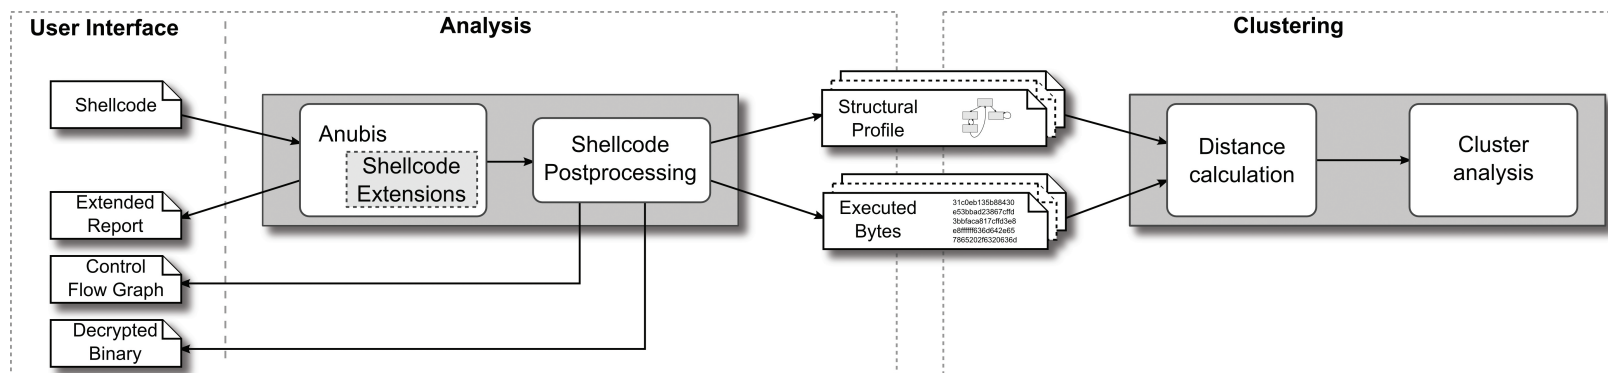 User Interface
Analysis
Clustering
Shellcode
Anubis
Shellcode
Extensions
Shellcode
Postprocessing
Structural
Profile
Distance
calculation
Cluster
analysis
Extended
Report
Executed
Bytes
31c0eb135b88430
e53bbad23867cffd
3bbfaca817cffd3e8
e8ffffff636d642e65
7865202f6320636d
Control
Flow Graph
Decrypted
Binary